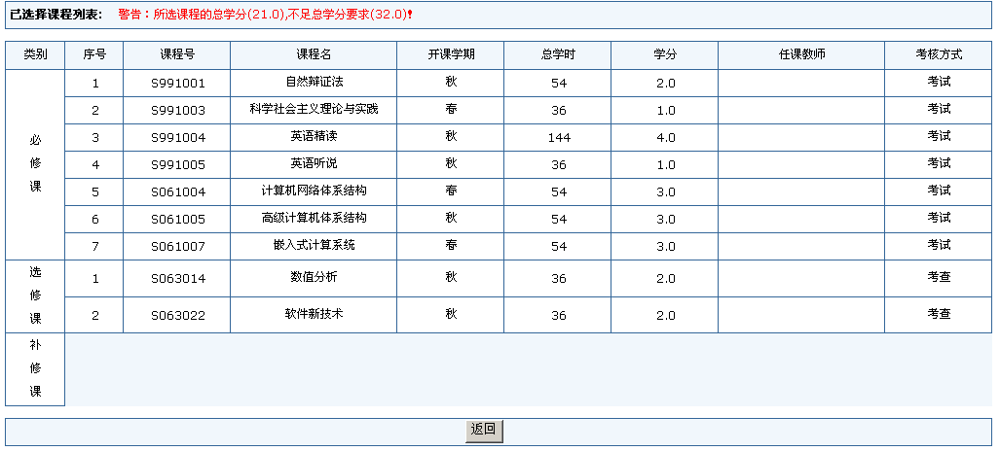 已选择课程列表: 警告：所选课程的总学分(21.0),不足总学分要求(32.0)!
类别 序号 课程号 课程名 开课学期 总学时 学分 任课教师 考核方式
必修课
1 S991001 自然辩证法 秋 54 2.0 考试
2 S991003 科学社会主义理论与实践 春 36 1.0 考试
3 S991004 英语精读 秋 144 4.0 考试
4 S991005 英语听说 秋 36 1.0 考试
5 S061004 计算机网络体系结构 春 54 3.0 考试
6 S061005 高级计算机体系结构 秋 54 3.0 考试
7 S061007 嵌入式计算系统 春 54 3.0 考试
选修课
1 S063014 数值分析 秋 36 2.0 考查
2 S063022 软件新技术 秋 36 2.0 考查
补修课
返回